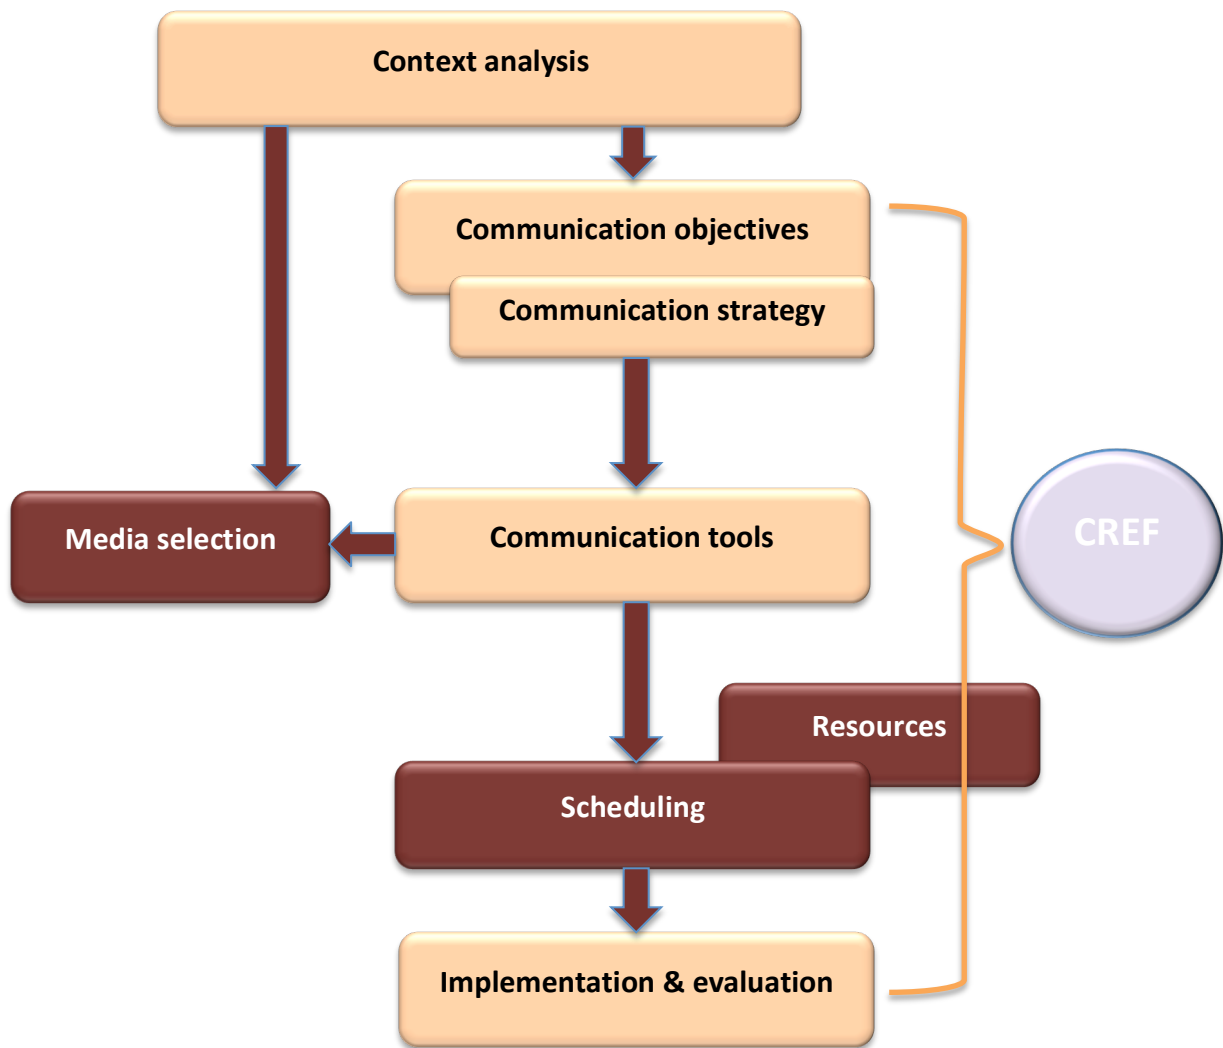 Context analysis
Communication objectives
Communication strategy
Media selection
Communication tools
CREF
Resources
Scheduling
Implementation & evaluation